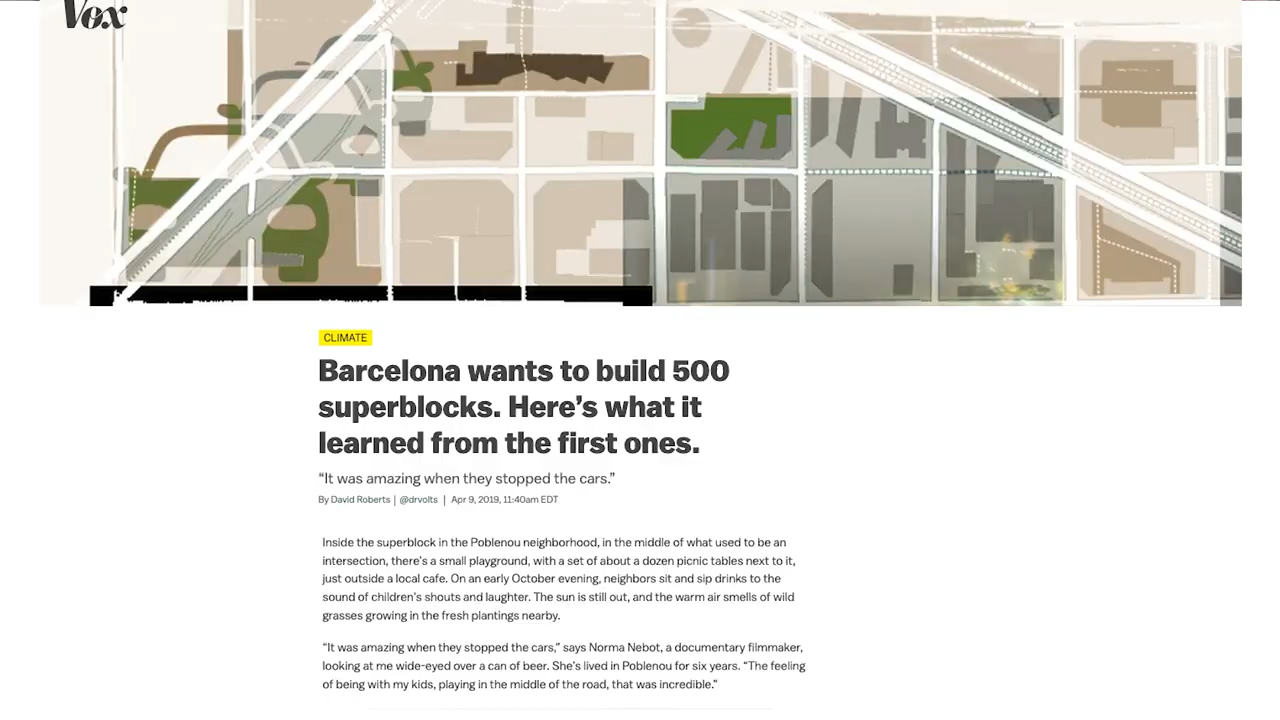 Vox
CLIMATE
Barcelona wants to build 500
superblocks. Here’s what it
learned from the first ones.
“It was amazing when they stopped the cars.”
By David Roberts | @drvolts | Apr 9, 2019, 11:40am EDT
Inside the superblock in the Poblenou neighborhood, in the middle of what used to be an
intersection, there’s a small playground, with a set of about a dozen picnic tables next to it,
just outside a local cafe. On an early October evening, neighbors sit and sip drinks to the
sound of children’s shouts and laughter. The sun is still out, and the warm air smells of wild
grasses growing in the fresh plantings nearby.
“It was amazing when they stopped the cars,” says Norma Nebot, a documentary filmmaker,
looking at me wide-eyed over a can of beer. She’s lived in Poblenou for six years. “The feeling
of being with my kids, playing in the middle of the road, that was incredible.”